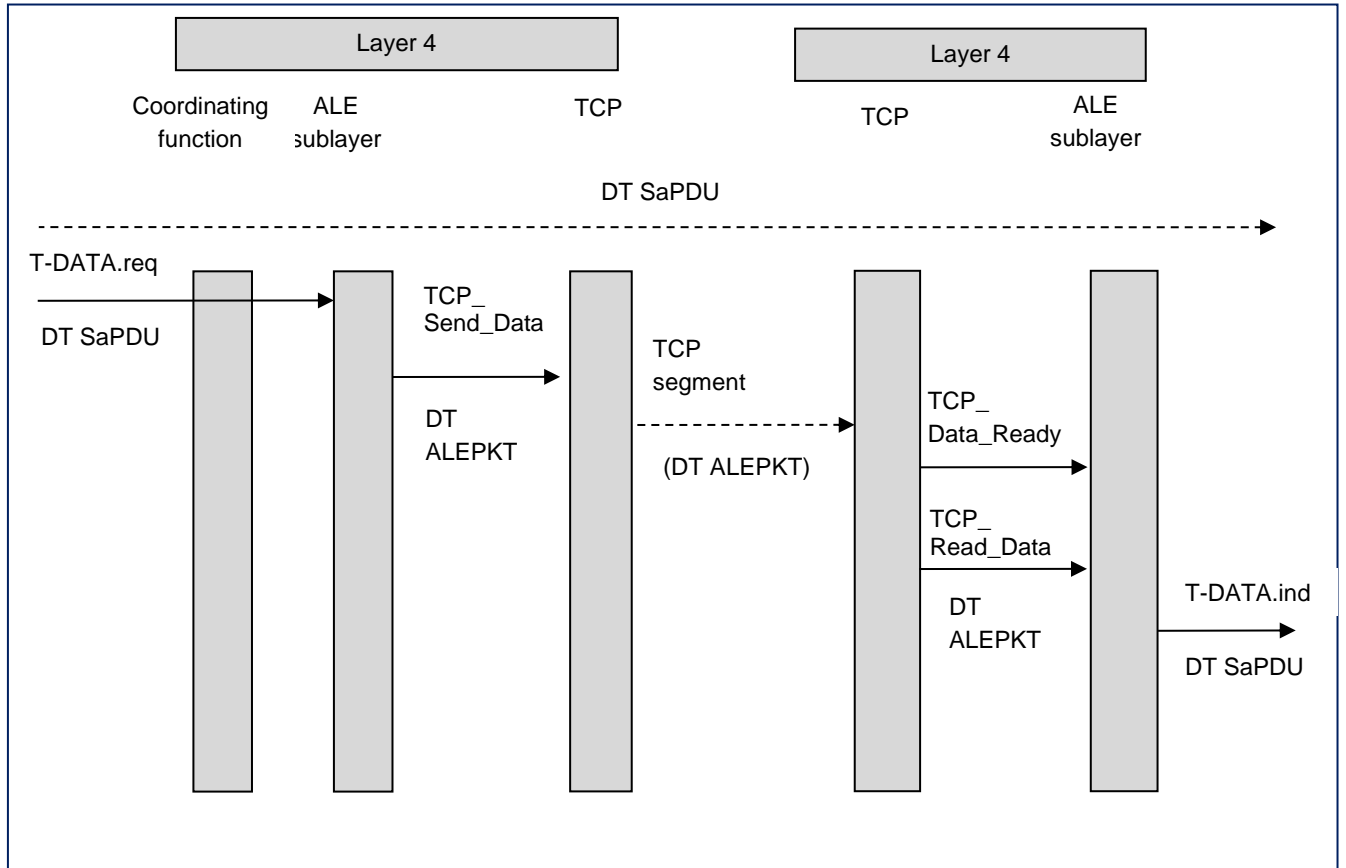 Layer 4
Layer 4
Coordinating
function
ALE
sublayer
TCP
TCP
ALE
sublayer
DT SaPDU
T-DATA.req
DT SaPDU
TCP_
Send_Data
DT
ALEPKT
TCP
segment
(DT ALEPKT)
TCP_
Data_Ready
TCP_
Read_Data
DT
ALEPKT
T-DATA.ind
DT SaPDU